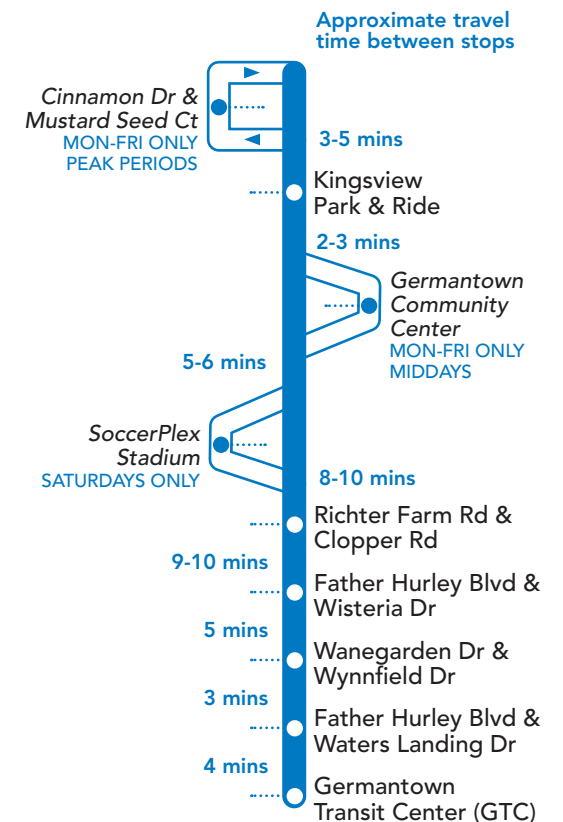 Approximate travel
time between stops
Cinnamon Dr &
Mustard Seed Ct
MON-FRI ONLY
PEAK PERIODS
3-5 mins
Kingsview
Park & Ride
2-3 mins
Germantown
Community
Center
MON-FRI ONLY
MIDDAYS
5-6 mins
SoccerPlex
Stadium
SATURDAYS ONLY
8-10 mins
Richter Farm Rd &
Clopper Rd
9-10 mins
Father Hurley Blvd &
Wisteria Dr
5 mins
Wanegarden Dr &
Wynnfield Dr
3 mins
Father Hurley Blvd &
Waters Landing Dr
4 mins
Germantown
Transit Center (GTC)